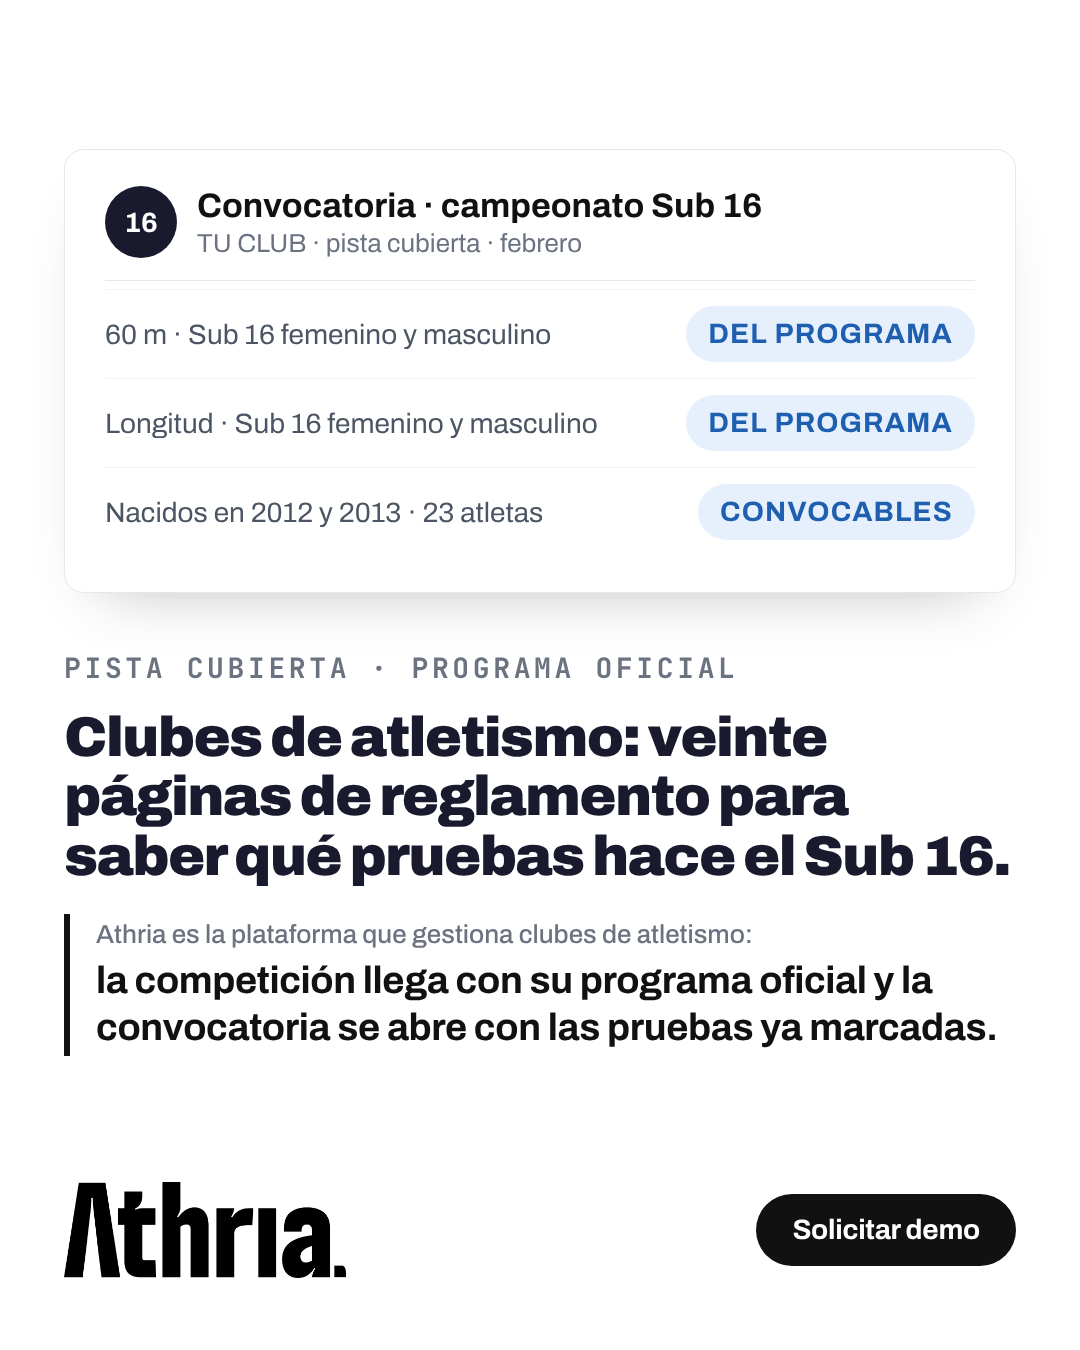 16
Convocatoria · campeonato Sub 16
TU CLUB · pista cubierta · febrero
60 m · Sub 16 femenino y masculino
DEL PROGRAMA
Longitud · Sub 16 femenino y masculino
DEL PROGRAMA
Nacidos en 2012 y 2013 · 23 atletas
CONVOCABLES
PISTA CUBIERTA · PROGRAMA OFICIAL
Clubes de atletismo: veinte
páginas de reglamento para
saber qué pruebas hace el Sub 16.
Athria es la plataforma que gestiona clubes de atletismo:
la competición llega con su programa oficial y la
convocatoria se abre con las pruebas ya marcadas.
Athrıa.
Solicitar demo